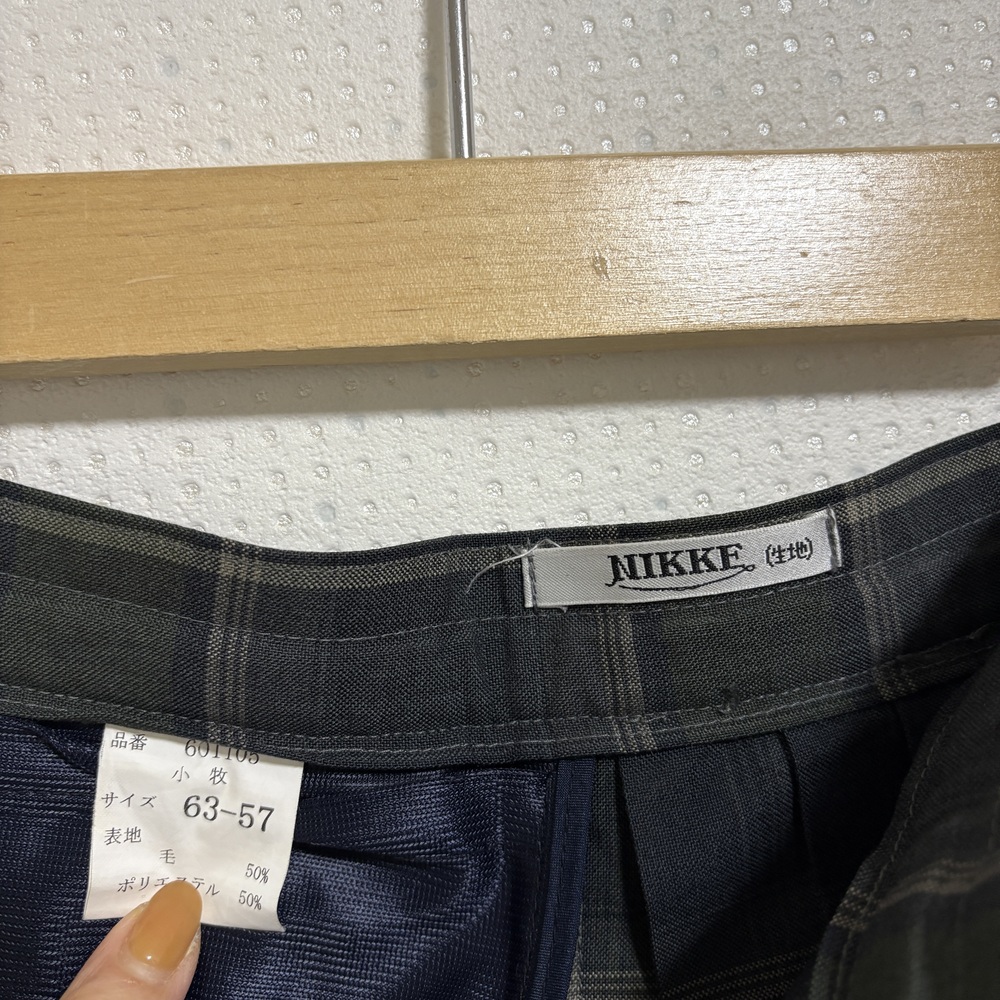 NIKKE (生地)
品番 601105
小 牧
サイズ 63-57
表地
毛 50%
ポリエステル 50%